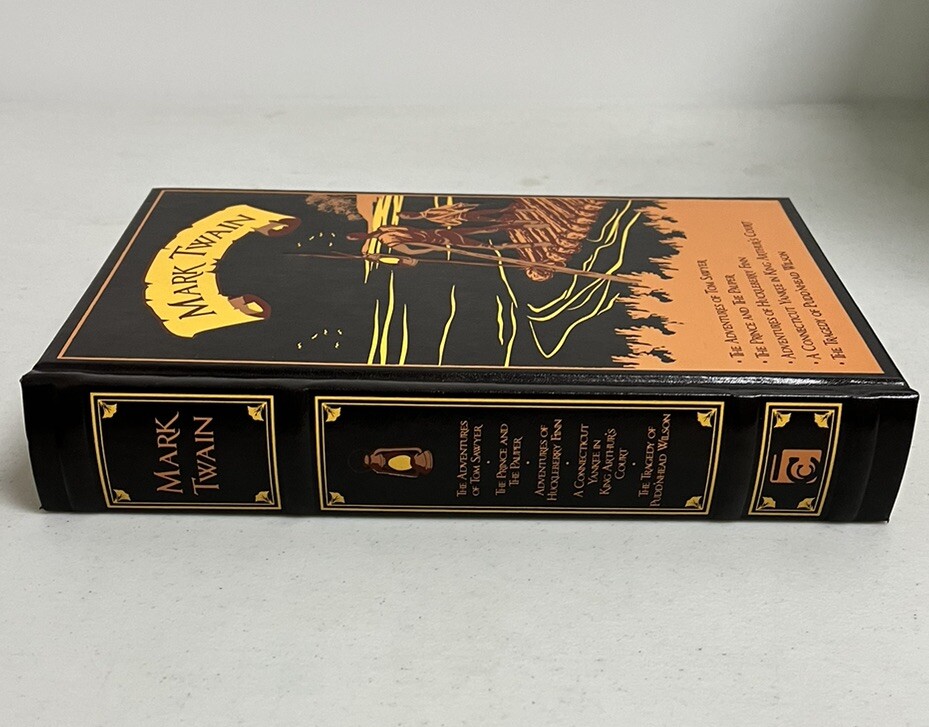 MARK TWAIN
• THE ADVENTURES OF TOM SAWYER
• THE PRINCE AND THE PAUPER
• ADVENTURES OF HUCKLEBERRY FINN
• A CONNECTICUT YANKEE IN KING ARTHUR'S COURT
• THE TRAGEDY OF PUDD'NHEAD WILSON
MARK
TWAIN
THE ADVENTURES
OF TOM SAWYER
•
THE PRINCE AND
THE PAUPER
•
ADVENTURES OF
HUCKLEBERRY FINN
•
A CONNECTICUT
YANKEE IN
KING ARTHUR'S
COURT
•
THE TRAGEDY OF
PUDD'NHEAD WILSON